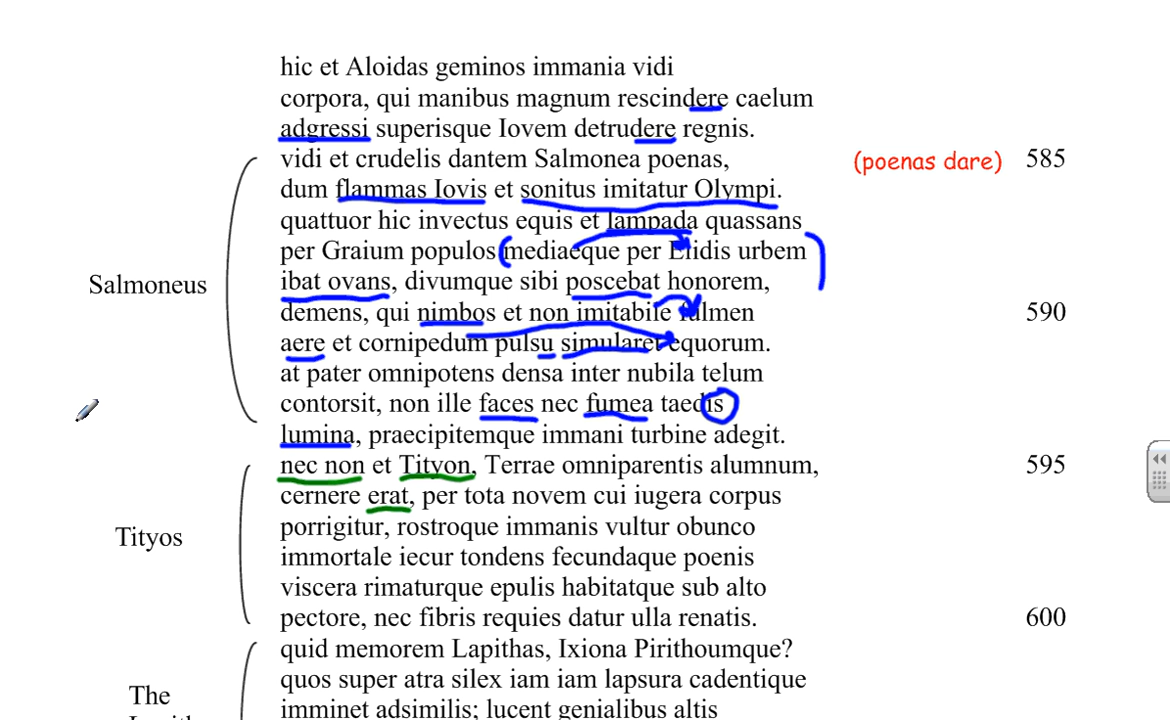 hic et Aloidas geminos immania vidi
corpora, qui manibus magnum rescindere caelum
adgressi superisque Iovem detrudere regnis.
vidi et crudelis dantem Salmonea poenas, (poenas dare) 585
dum flammas Iovis et sonitus imitatur Olympi.
quattuor hic invectus equis et lampada quassans
per Graium populos mediaeque per Elidis urbem
Salmoneus
ibat ovans, divumque sibi poscebat honorem,
demens, qui nimbos et non imitabile fulmen 590
aere et cornipedum pulsu simularet equorum.
at pater omnipotens densa inter nubila telum
contorsit, non ille faces nec fumea taedis
lumina, praecipitemque immani turbine adegit.
nec non et Tityon, Terrae omniparentis alumnum, 595
cernere erat, per tota novem cui iugera corpus
porrigitur, rostroque immanis vultur obunco
Tityos
immortale iecur tondens fecundaque poenis
viscera rimaturque epulis habitatque sub alto
pectore, nec fibris requies datur ulla renatis. 600
quid memorem Lapithas, Ixiona Pirithoumque?
quos super atra silex iam iam lapsura cadentique
The
imminet adsimilis; lucent genialibus altis